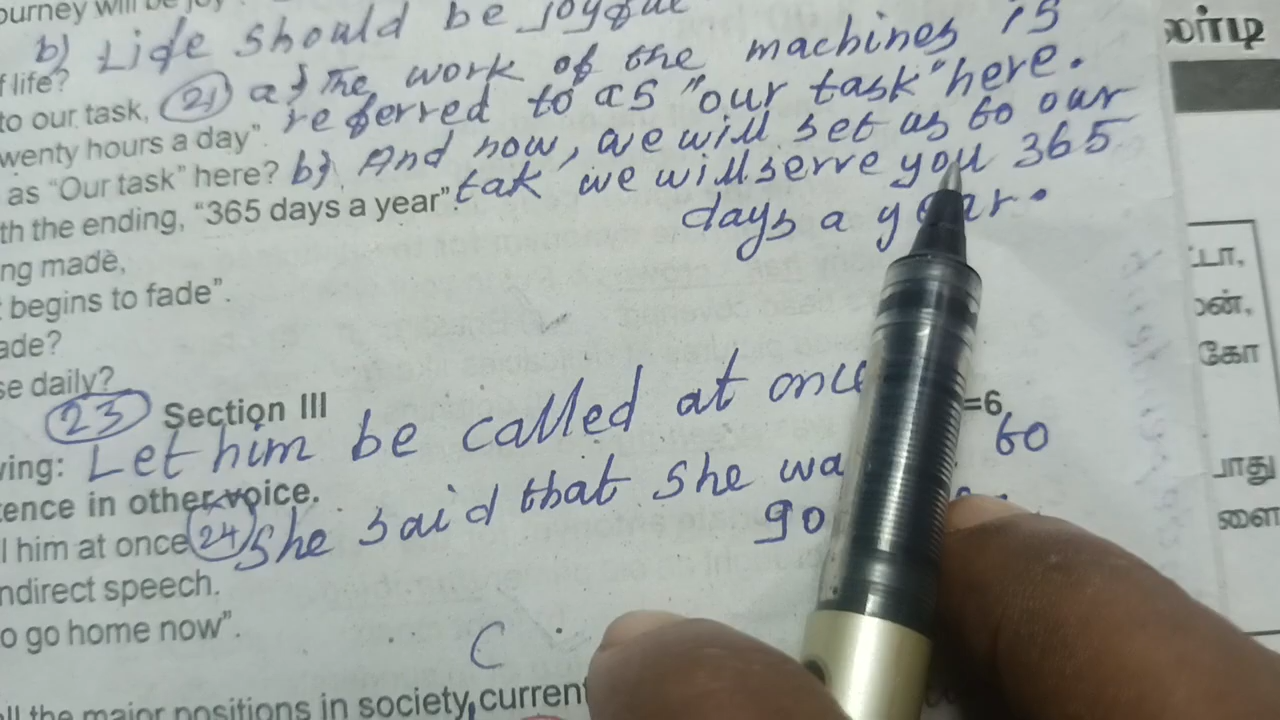 ourney will be joy
b) Life should be joyful
f life?
to our task, (21) a) The work of the machines is
referred to as "our task" here.
wenty hours a day".
as "Our task" here? b) And now, we will set us to our
tak we will serve you 365
th the ending, "365 days a year".
days a year.
ng made,
begins to fade".
ade?
se daily?
(23) Section III
=6
ving: Let him be called at once
tence in other voice.
l him at once (24) She said that she wa to
go
ndirect speech.
o go home now".
C
ll the major positions in society, current
ட்டா,
கோ
பாது